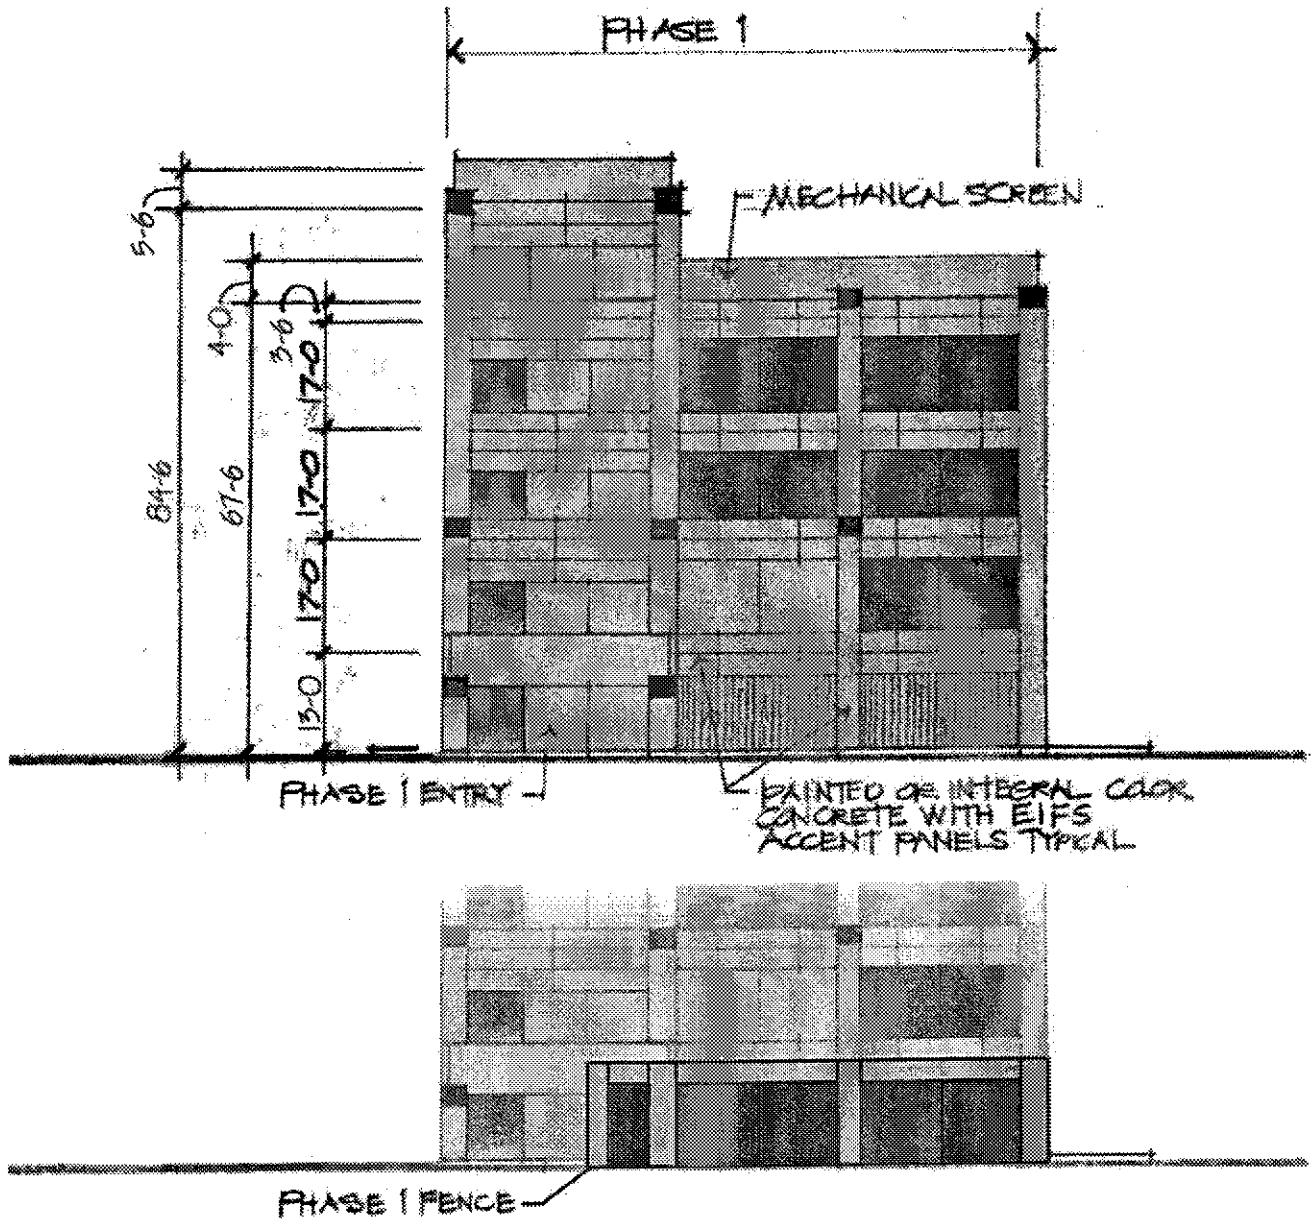 PHASE 1
MECHANICAL SCREEN
5-6
4-0
3-6
17-0
84-6
67-6
17-0
17-0
13-0
PHASE 1 ENTRY
PAINTED OR INTEGRAL COLOR
CONCRETE WITH EIFS
ACCENT PANELS TYPICAL
PHASE 1 FENCE